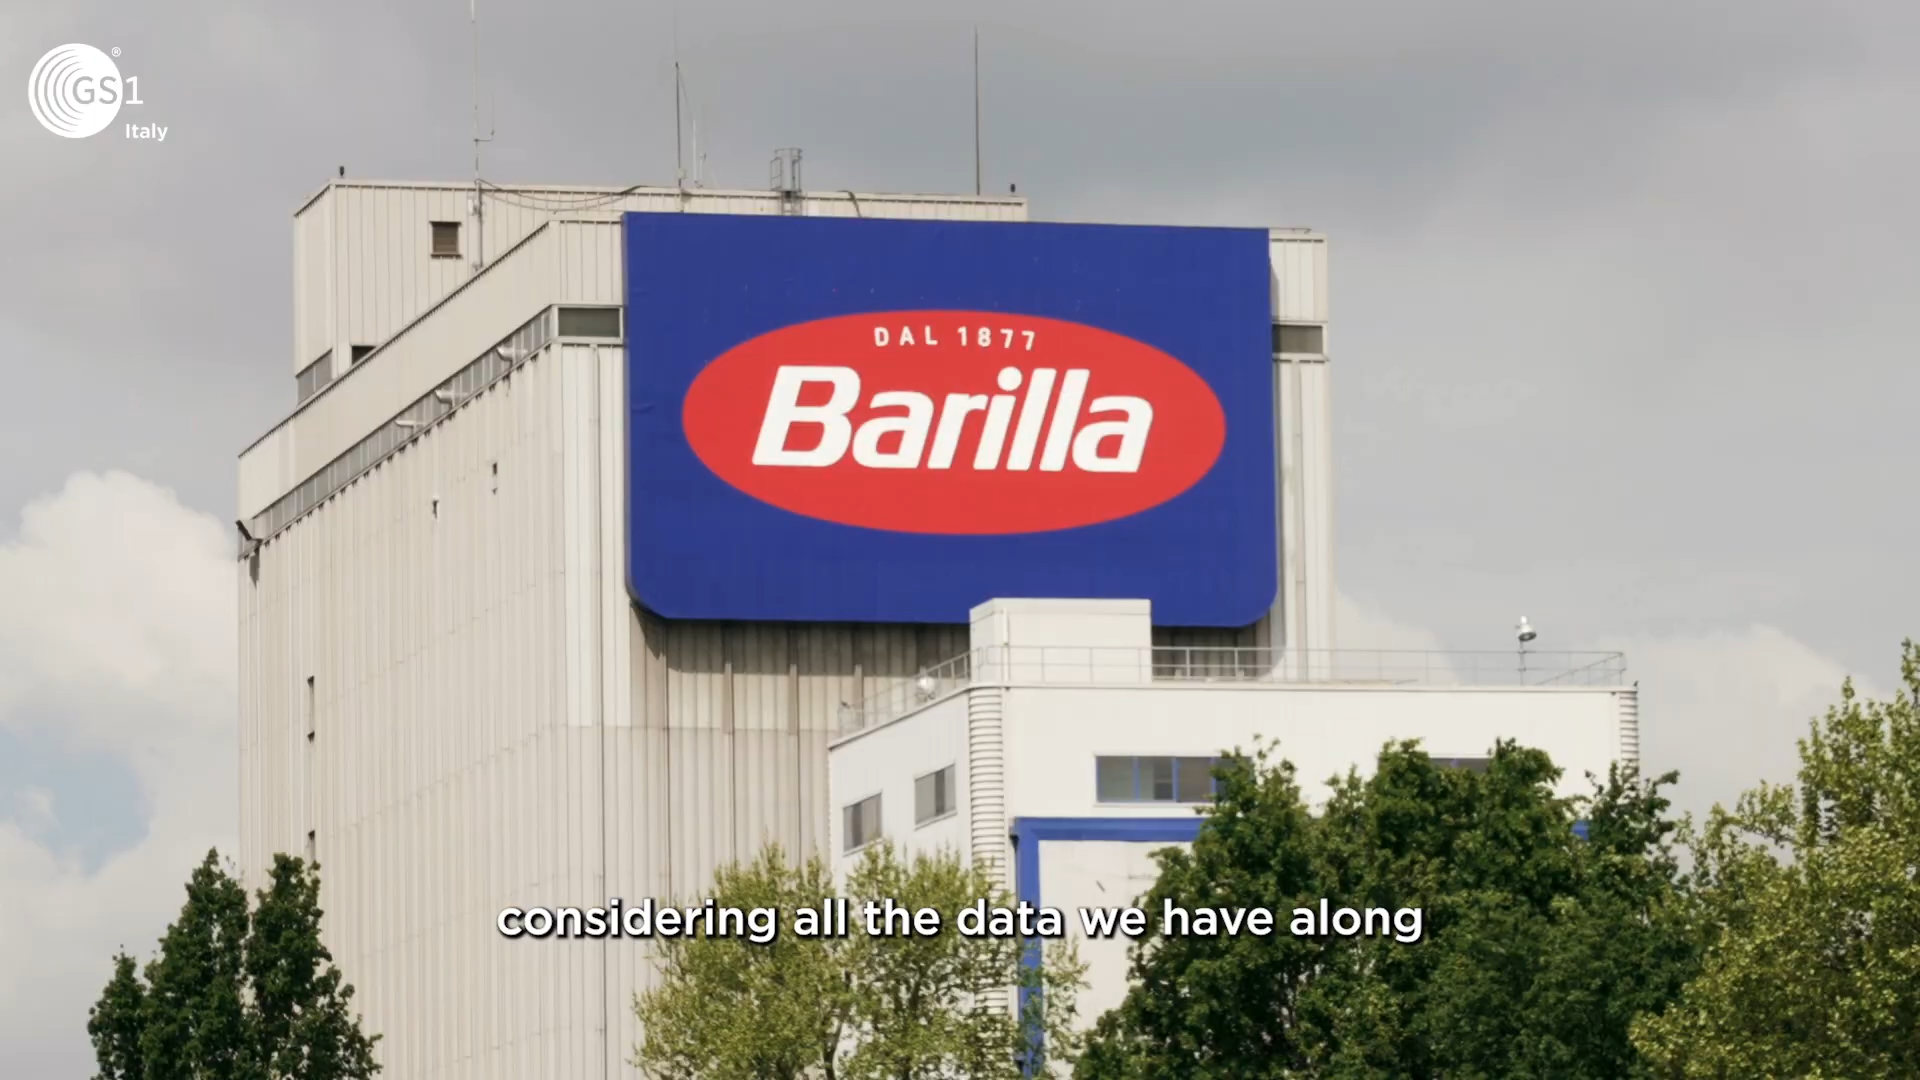 GS1®
Italy
DAL 1877
Barilla
considering all the data we have along